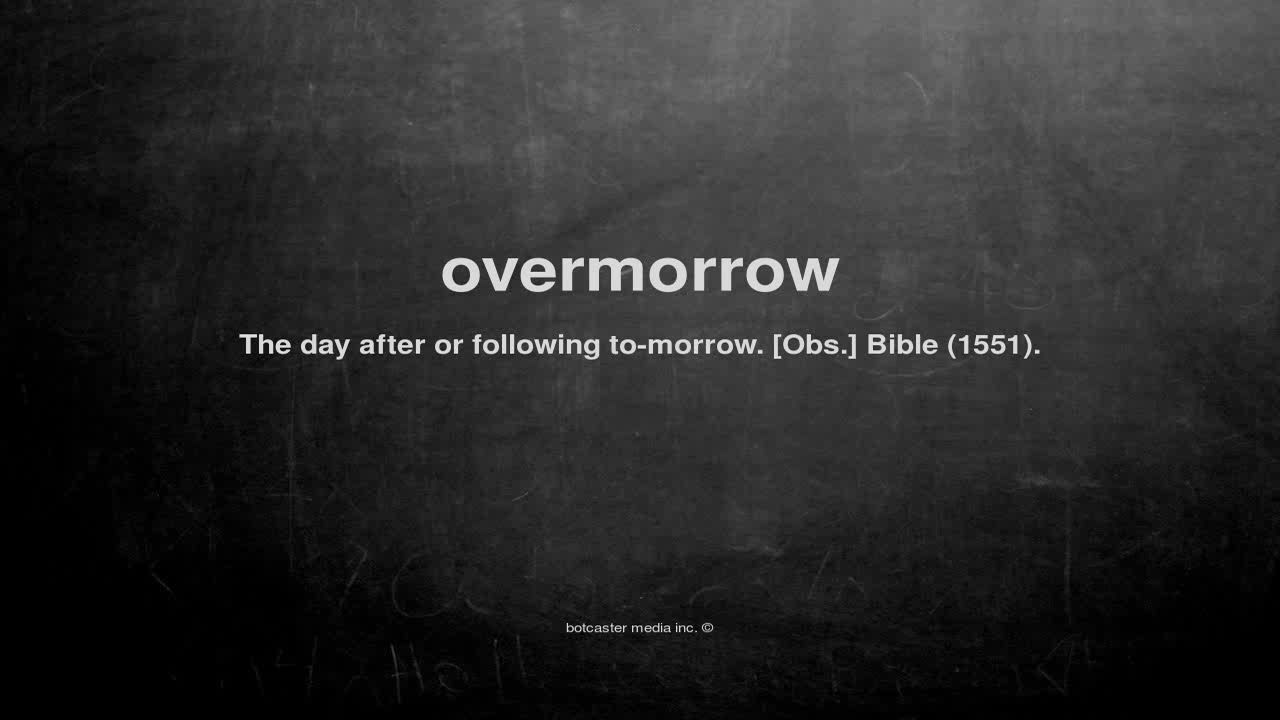 overmorrow
The day after or following to-morrow. [Obs.] Bible (1551).
botcaster media inc. ©